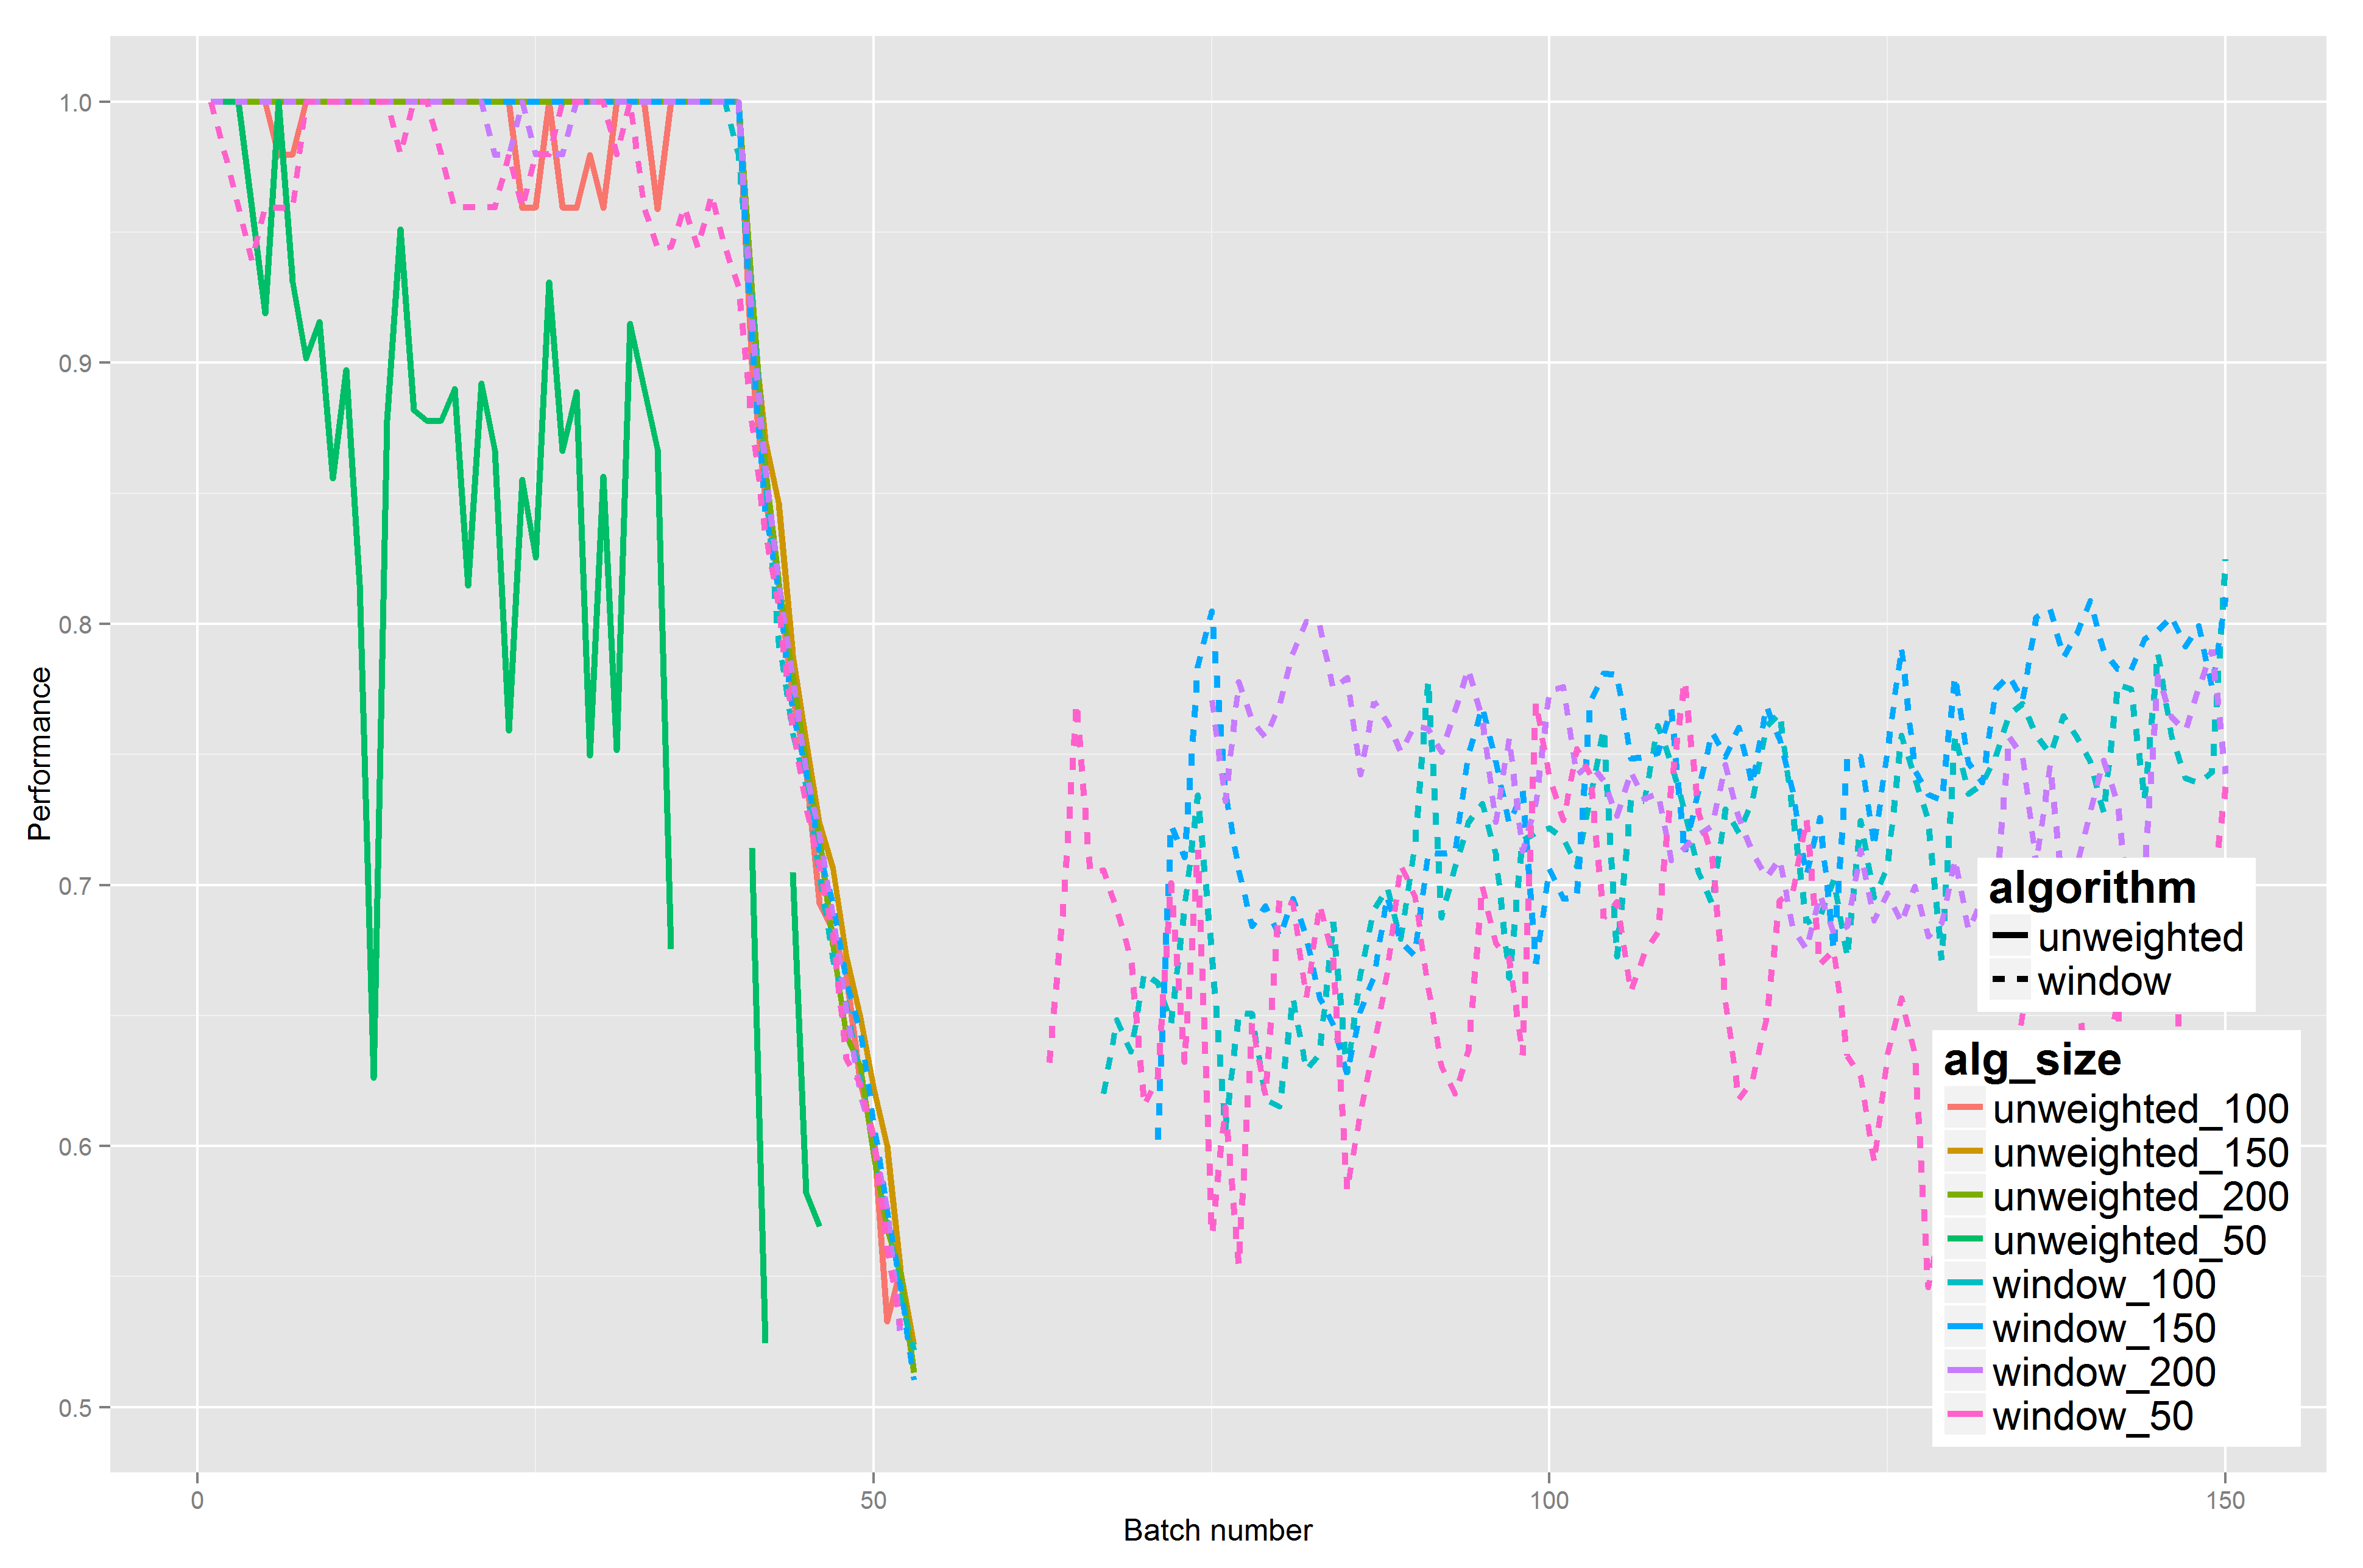 1.0
0.9
0.8
0.7
0.6
0.5
Performance
0
50
100
150
Batch number
algorithm
unweighted
window
alg_size
unweighted_100
unweighted_150
unweighted_200
unweighted_50
window_100
window_150
window_200
window_50